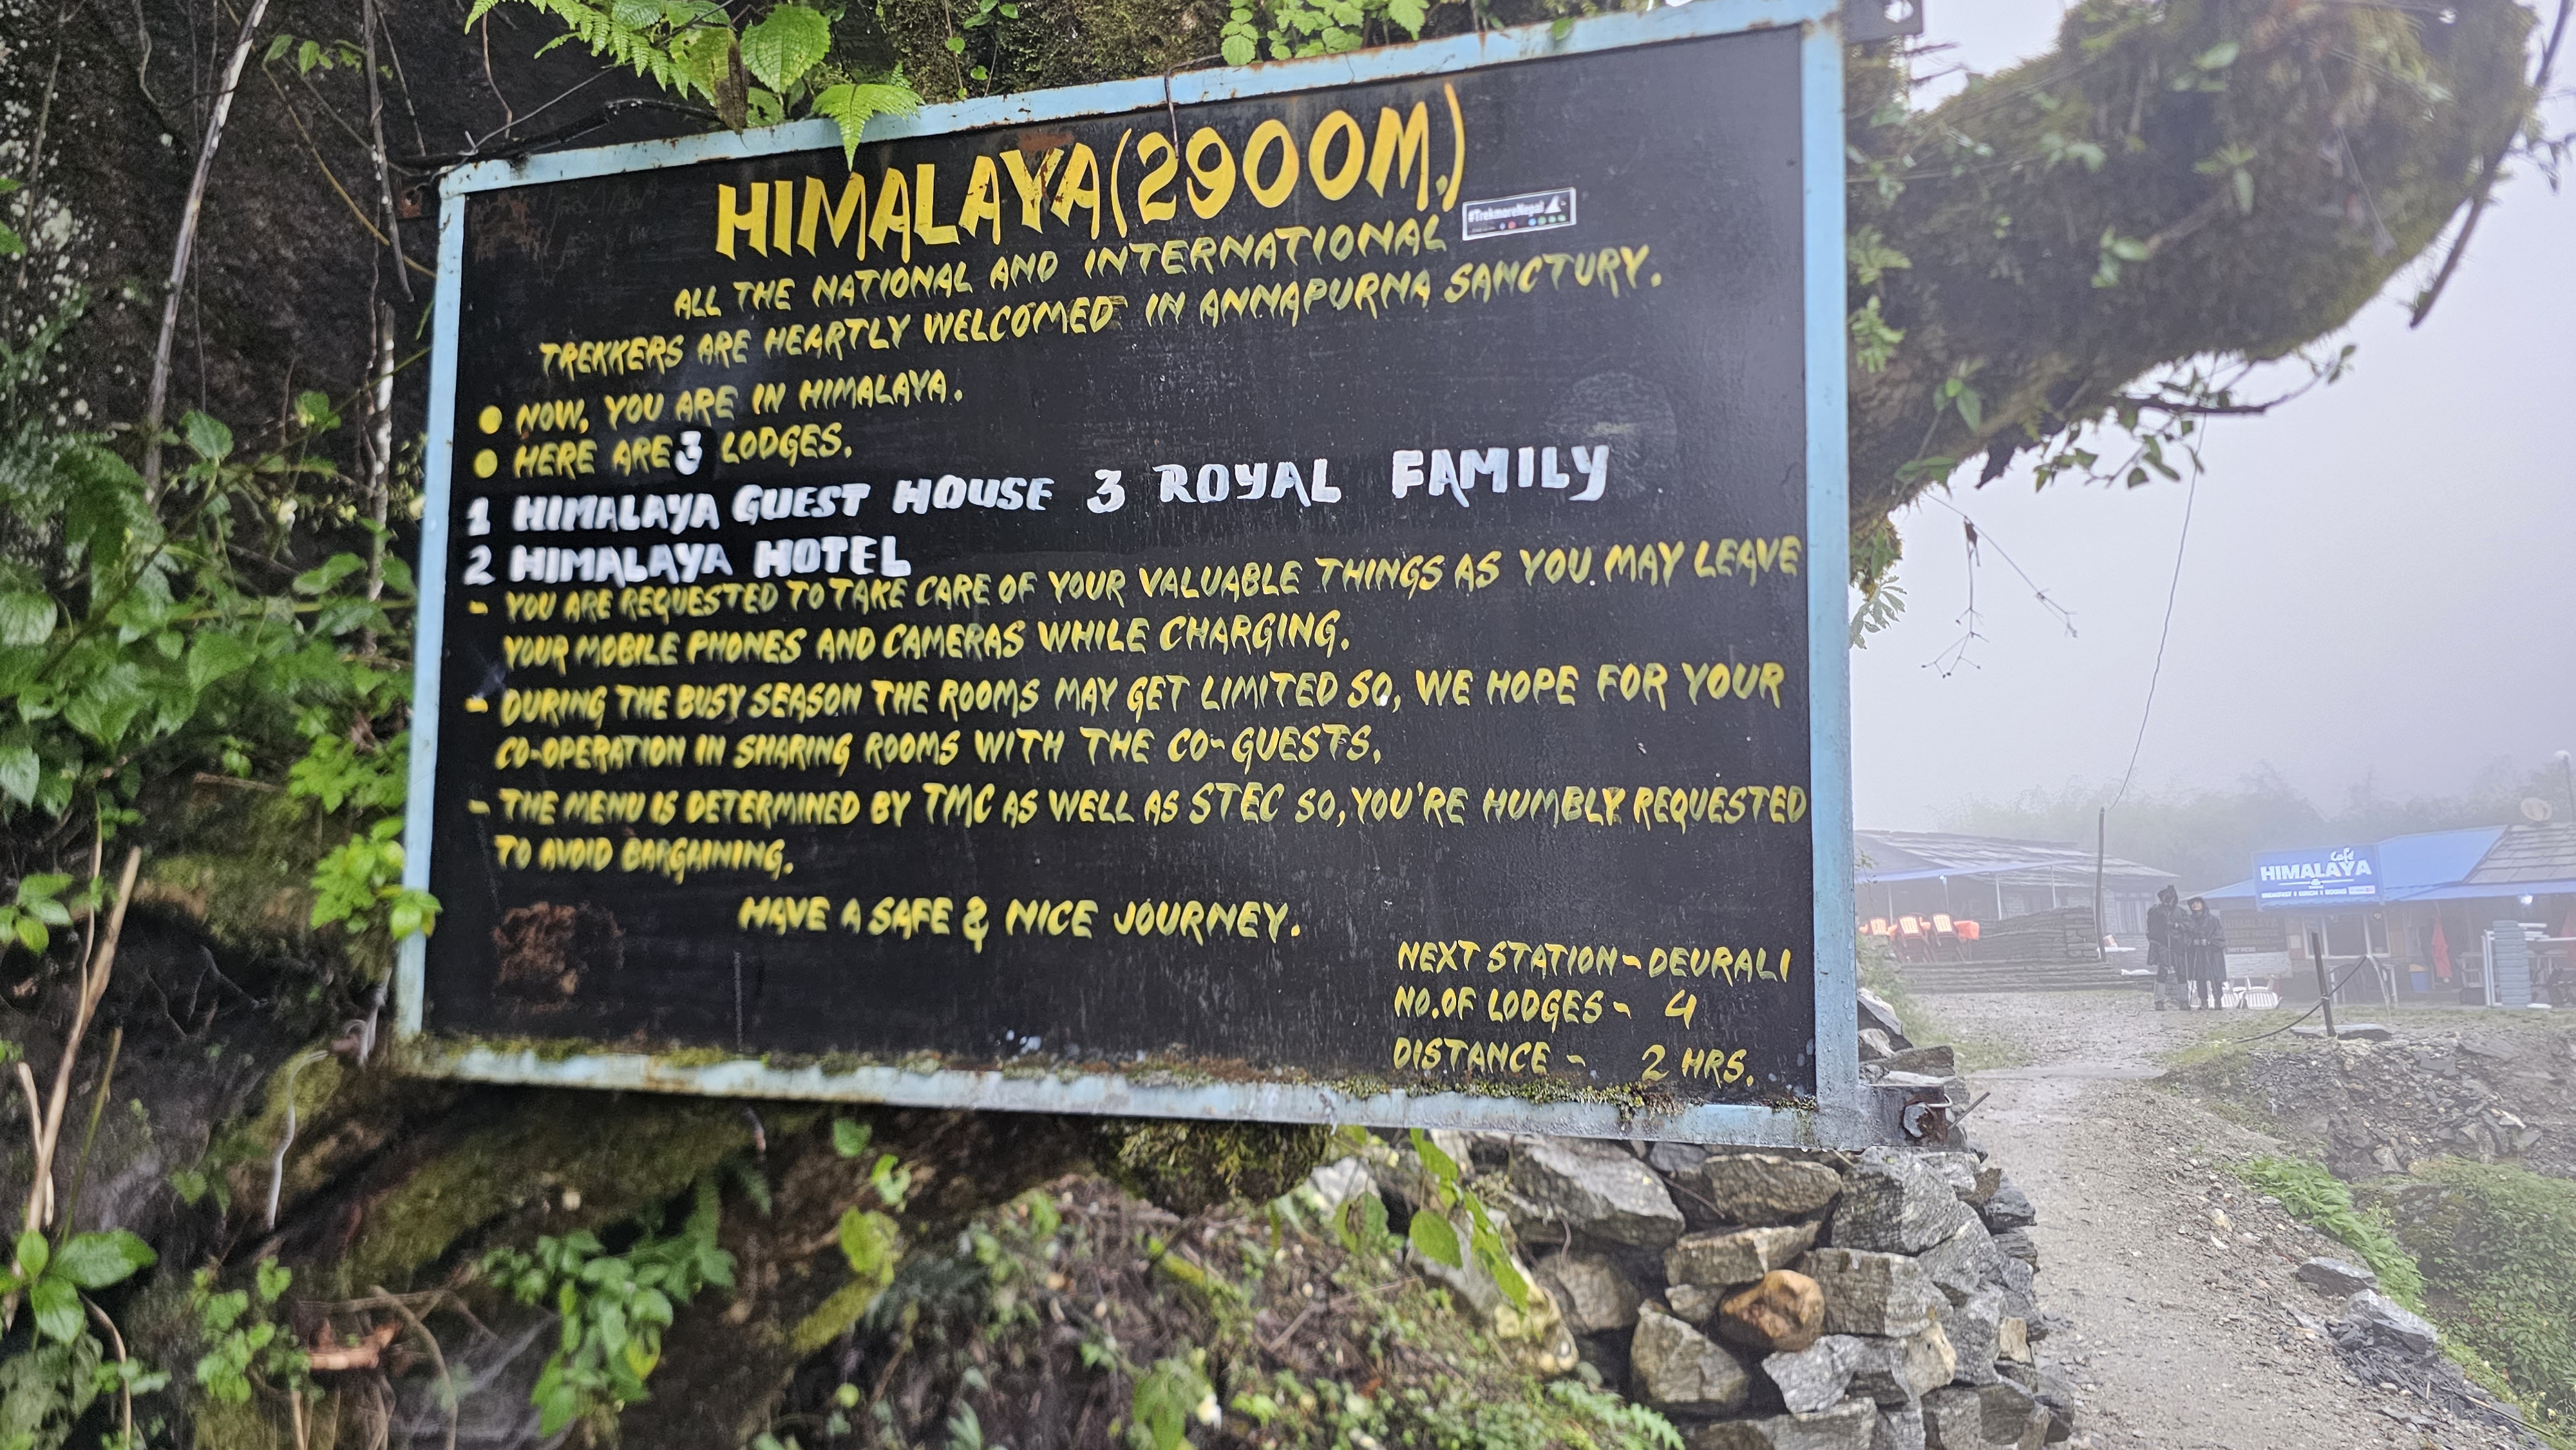 HIMALAYA (2900M.)
#TrekmoreNepal
ALL THE NATIONAL AND INTERNATIONAL
TREKKERS ARE HEARTLY WELCOMED IN ANNAPURNA SANCTURY.
NOW, YOU ARE IN HIMALAYA.
HERE ARE 3 LODGES.
1 HIMALAYA GUEST HOUSE 3 ROYAL FAMILY
2 HIMALAYA HOTEL
- YOU ARE REQUESTED TO TAKE CARE OF YOUR VALUABLE THINGS AS YOU MAY LEAVE
YOUR MOBILE PHONES AND CAMERAS WHILE CHARGING.
- DURING THE BUSY SEASON THE ROOMS MAY GET LIMITED SO, WE HOPE FOR YOUR
CO-OPERATION IN SHARING ROOMS WITH THE CO-GUESTS.
- THE MENU IS DETERMINED BY TMC AS WELL AS STEC SO, YOU'RE HUMBLY REQUESTED
TO AVOID BARGAINING.
HAVE A SAFE & NICE JOURNEY.
NEXT STATION - DEURALI
NO. OF LODGES - 4
DISTANCE - 2 HRS.
Café
HIMALAYA